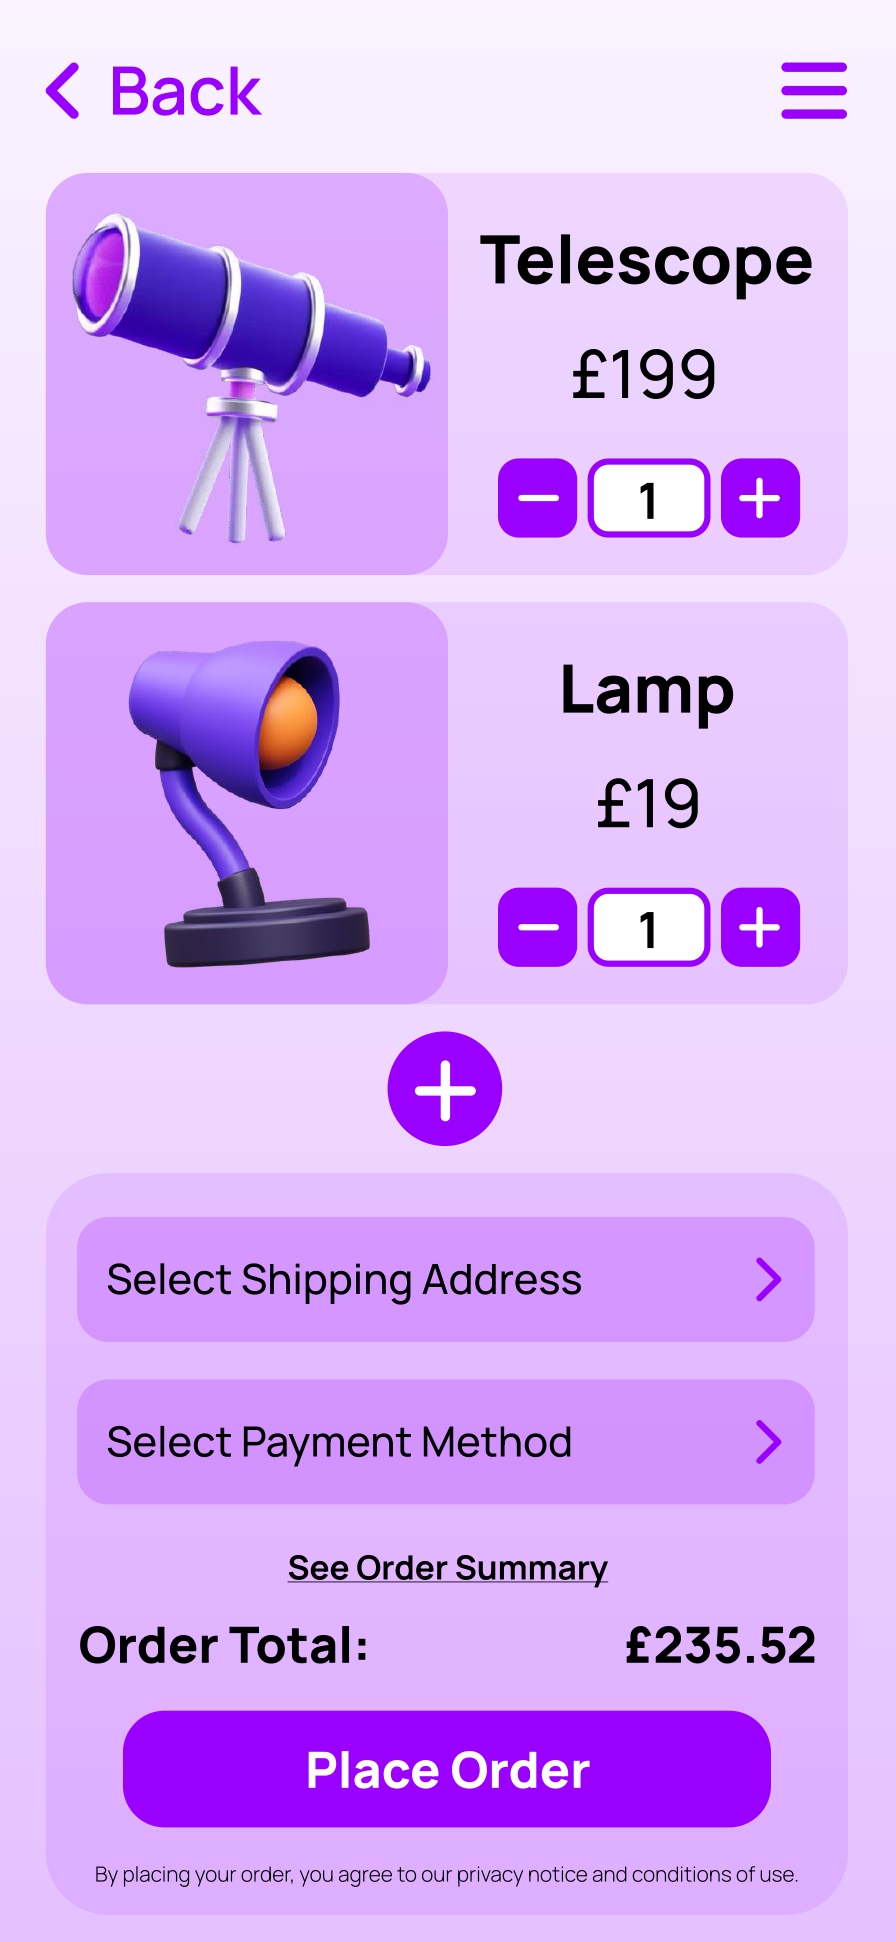 Back
Telescope
£199
1
Lamp
£19
1
Select Shipping Address
Select Payment Method
See Order Summary
Order Total: £235.52
Place Order
By placing your order, you agree to our privacy notice and conditions of use.